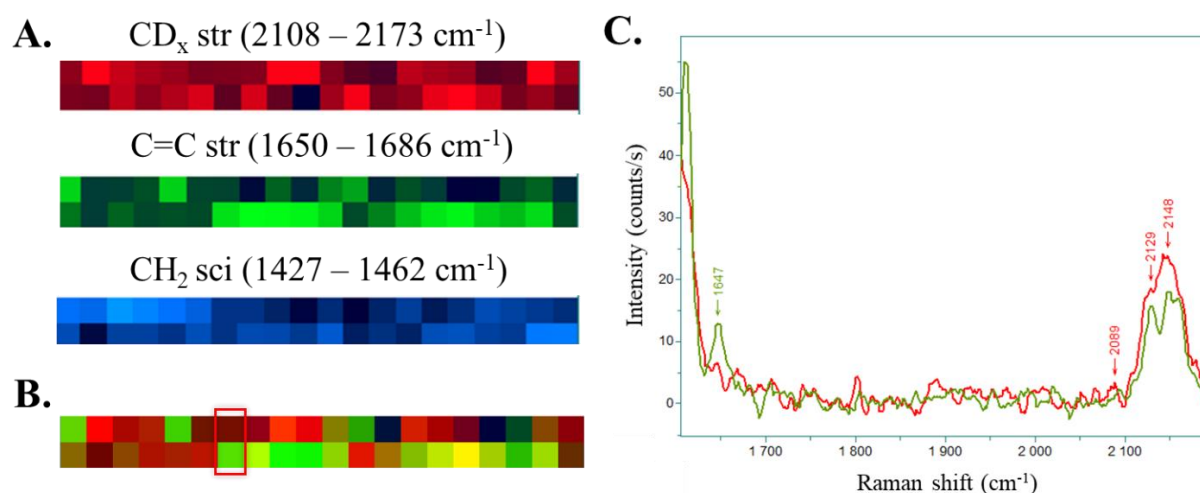 A.
CDₓ str (2108 – 2173 cm⁻¹)
C=C str (1650 – 1686 cm⁻¹)
CH₂ sci (1427 – 1462 cm⁻¹)
B.
C.
Intensity (counts/s)
50
40
30
20
10
0
1647
2089
2129
2148
1 700
1 800
1 900
2 000
2 100
Raman shift (cm⁻¹)